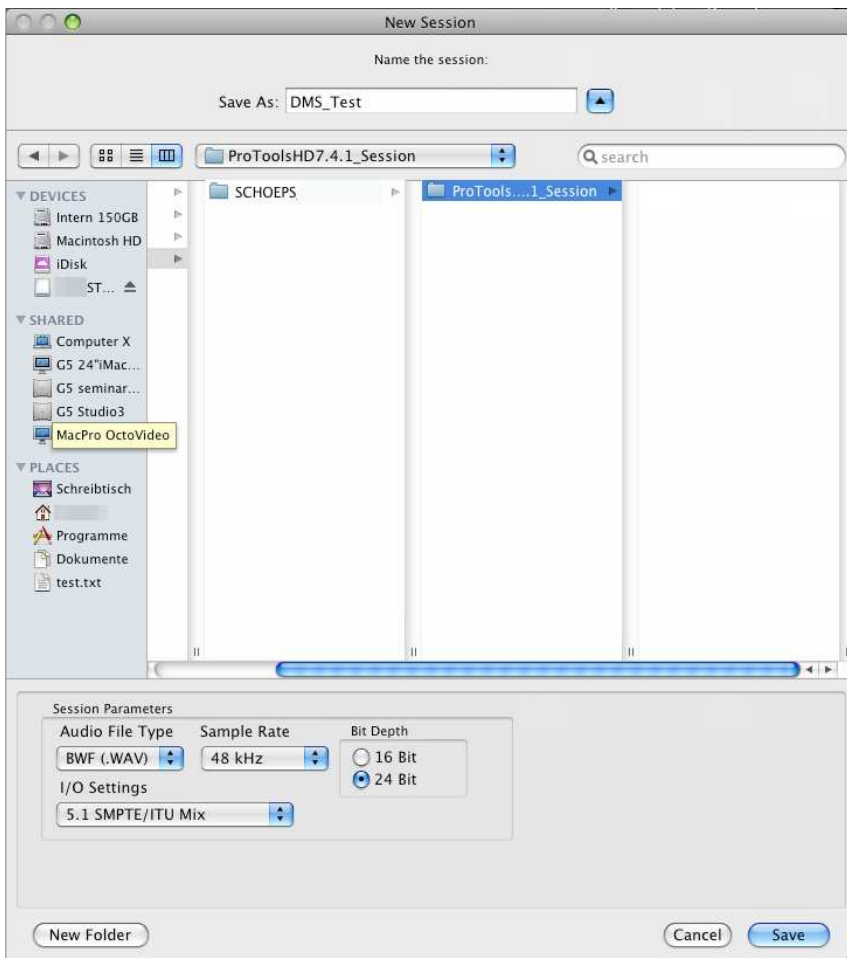 New Session
Name the session:
Save As: DMS_Test
ProToolsHD7.4.1_Session
search
DEVICES
Intern 150GB
Macintosh HD
iDisk
ST...
SHARED
Computer X
G5 24"iMac...
G5 seminar...
G5 Studio3
MacPro OctoVideo
PLACES
Schreibtisch
Programme
Dokumente
test.txt
SCHOEPS
ProTools....1_Session
Session Parameters
Audio File Type
BWF (.WAV)
Sample Rate
48 kHz
Bit Depth
16 Bit
24 Bit
I/O Settings
5.1 SMPTE/ITU Mix
New Folder
Cancel
Save